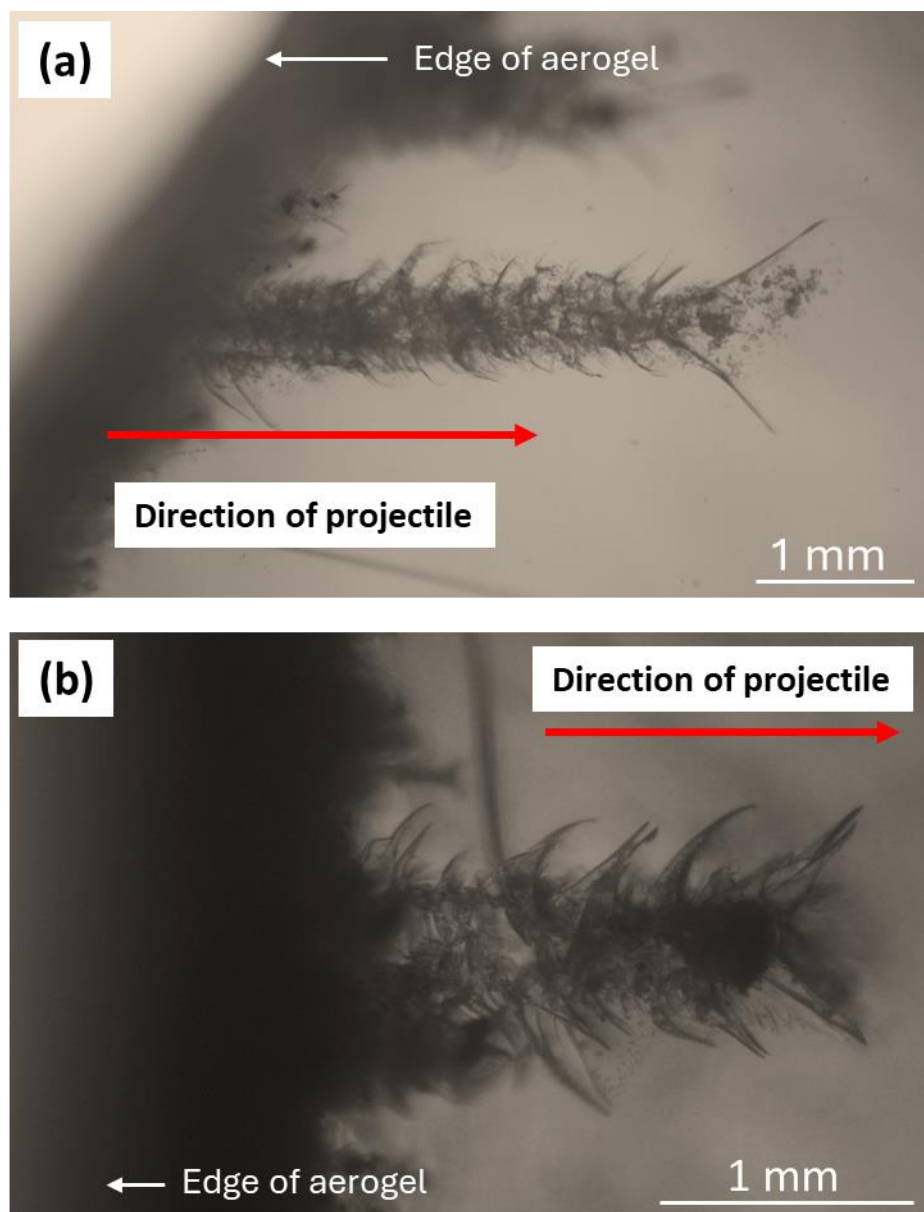 (a)
Edge of aerogel
Direction of projectile
1 mm
(b)
Direction of projectile
Edge of aerogel
1 mm